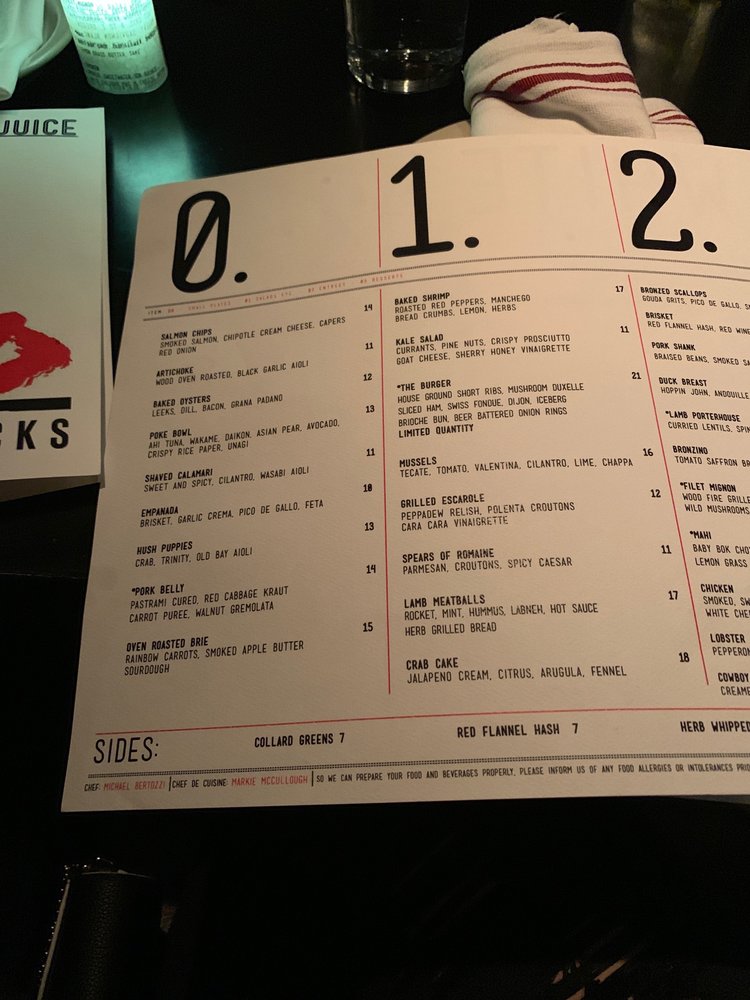 JUICE
CKS
0.
1.
2.
SALMON CHIPS 14
SMOKED SALMON, CHIPOTLE CREAM CHEESE, CAPERS
RED ONION
ARTICHOKE 11
WOOD OVEN ROASTED, BLACK GARLIC AIOLI
BAKED OYSTERS 12
LEEKS, DILL, BACON, GRANA PADANO
POKE BOWL 13
AHI TUNA, WAKAME, DAIKON, ASIAN PEAR, AVOCADO,
CRISPY RICE PAPER, UNAGI
SHAVED CALAMARI 11
SWEET AND SPICY, CILANTRO, WASABI AIOLI
EMPANADA 10
BRISKET, GARLIC CREMA, PICO DE GALLO, FETA
HUSH PUPPIES 13
CRAB, TRINITY, OLD BAY AIOLI
*PORK BELLY 14
PASTRAMI CURED, RED CABBAGE KRAUT
CARROT PUREE, WALNUT GREMOLATA
OVEN ROASTED BRIE 15
RAINBOW CARROTS, SMOKED APPLE BUTTER
SOURDOUGH
BAKED SHRIMP 17
ROASTED RED PEPPERS, MANCHEGO
BREAD CRUMBS, LEMON, HERBS
KALE SALAD 11
CURRANTS, PINE NUTS, CRISPY PROSCIUTTO
GOAT CHEESE, SHERRY HONEY VINAIGRETTE
*THE BURGER 21
HOUSE GROUND SHORT RIBS, MUSHROOM DUXELLE
SLICED HAM, SWISS FONDUE, DIJON, ICEBERG
BRIOCHE BUN, BEER BATTERED ONION RINGS
LIMITED QUANTITY
MUSSELS 16
TECATE, TOMATO, VALENTINA, CILANTRO, LIME, CHAPPA
GRILLED ESCAROLE 12
PEPPADEW RELISH, POLENTA CROUTONS
CARA CARA VINAIGRETTE
SPEARS OF ROMAINE 11
PARMESAN, CROUTONS, SPICY CAESAR
LAMB MEATBALLS 17
ROCKET, MINT, HUMMUS, LABNEH, HOT SAUCE
HERB GRILLED BREAD
CRAB CAKE 18
JALAPENO CREAM, CITRUS, ARUGULA, FENNEL
BRONZED SCALLOPS
GOUDA GRITS, PICO DE GALLO,
BRISKET
RED FLANNEL HASH, RED WINE
PORK SHANK
BRAISED BEANS, SMOKED
DUCK BREAST
HOPPIN JOHN, ANDOUILLE
*LAMB PORTERHOUSE
CURRIED LENTILS,
BRONZINO
TOMATO SAFFRON
*FILET MIGNON
WOOD FIRE GRILLE
WILD MUSHROOMS
*MAHI
BABY BOK CHO
LEMON GRASS
CHICKEN
SMOKED,
WHITE
LOBSTER
PEPPERON
COWBOY
CREAME
SIDES: COLLARD GREENS 7 RED FLANNEL HASH 7 HERB WHIPPED
CHEF: MICHAEL BERTOZZI | CHEF DE CUISINE: MARKIE MCCULLOUGH | SO WE CAN PREPARE YOUR FOOD AND BEVERAGES PROPERLY, PLEASE INFORM US OF ANY FOOD ALLERGIES OR INTOLERANCES